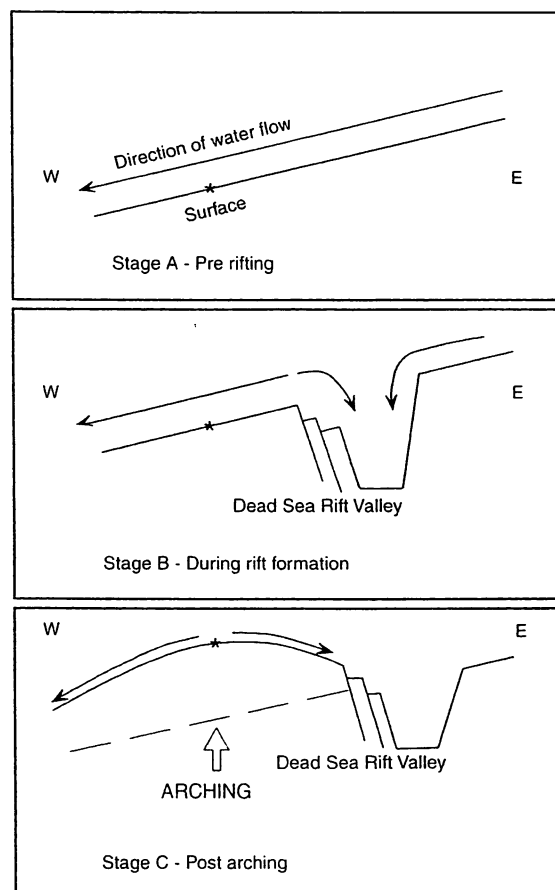 Direction of water flow
W
E
*
Surface
Stage A - Pre rifting
W
E
*
Dead Sea Rift Valley
Stage B - During rift formation
W
E
*
Dead Sea Rift Valley
ARCHING
Stage C - Post arching